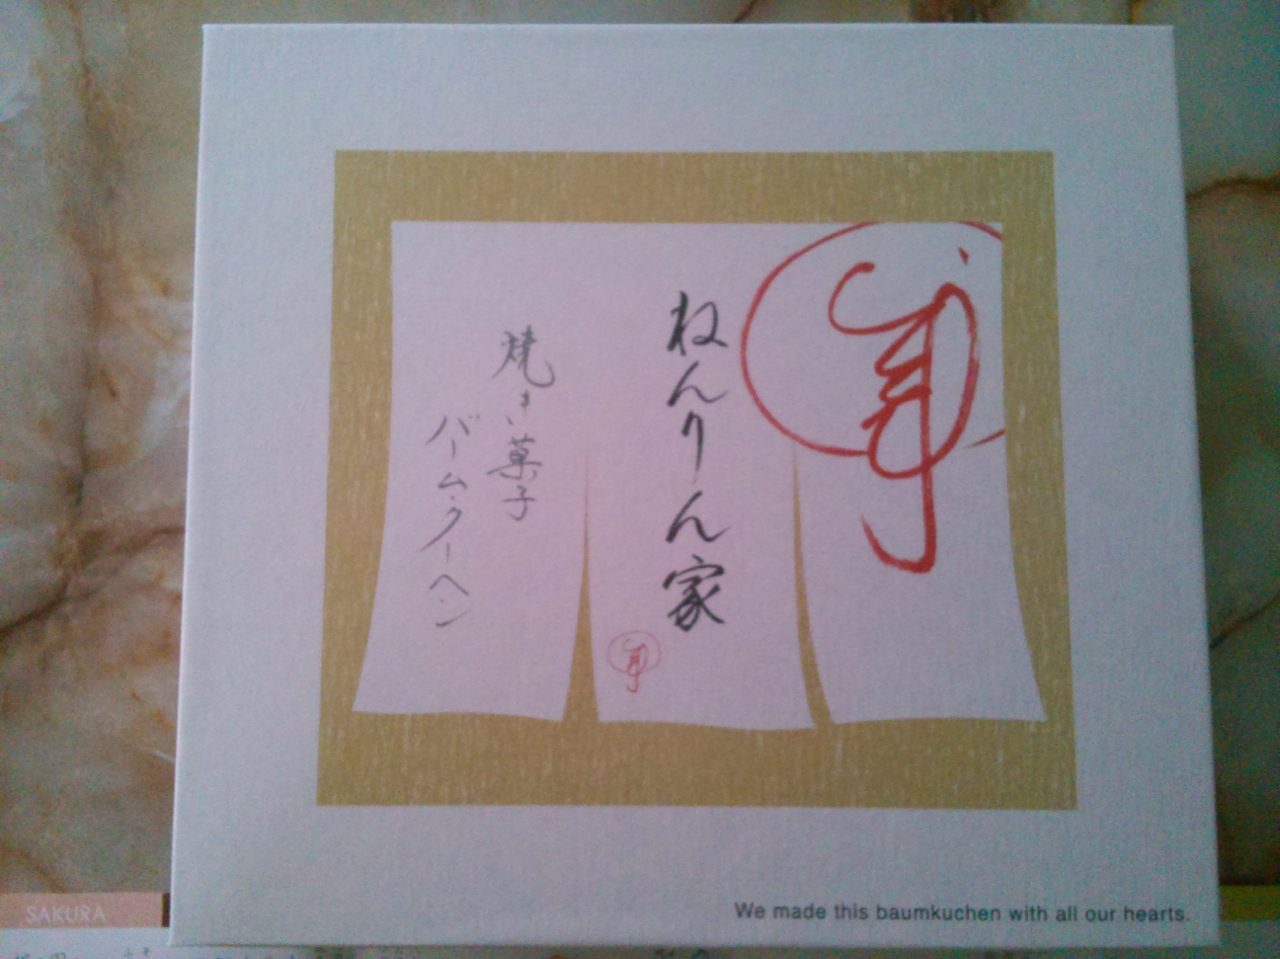 ねんりん家
焼き菓子
バーム・クーヘン
We made this baumkuchen with all our hearts.
SAKURA